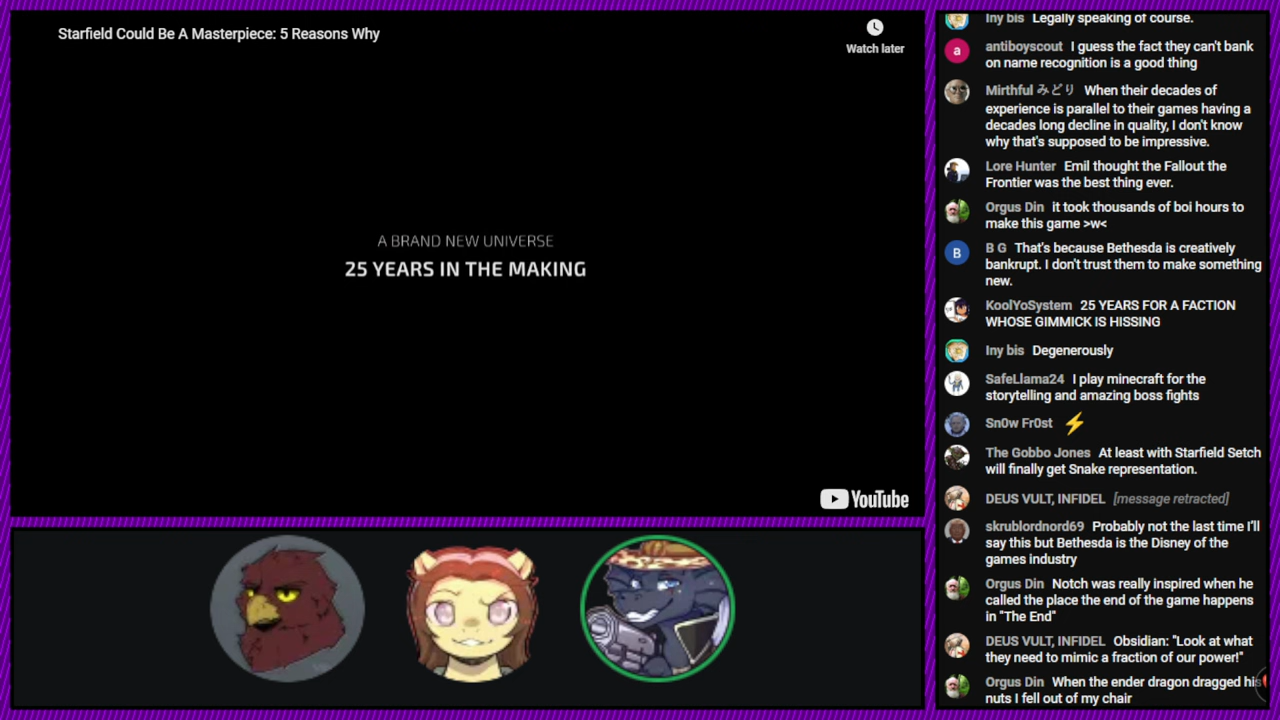 Starfield Could Be A Masterpiece: 5 Reasons Why
Watch later
A BRAND NEW UNIVERSE
25 YEARS IN THE MAKING
YouTube
Iny bis Legally speaking of course.
a
antiboyscout I guess the fact they can't bank
on name recognition is a good thing
Mirthful みどり When their decades of
experience is parallel to their games having a
decades long decline in quality, I don't know
why that's supposed to be impressive.
Lore Hunter Emil thought the Fallout the
Frontier was the best thing ever.
Orgus Din it took thousands of boi hours to
make this game >w<
B
B G That's because Bethesda is creatively
bankrupt. I don't trust them to make something
new.
KoolYoSystem 25 YEARS FOR A FACTION
WHOSE GIMMICK IS HISSING
Iny bis Degenerously
SafeLlama24 I play minecraft for the
storytelling and amazing boss fights
Sn0w Fr0st ⚡
The Gobbo Jones At least with Starfield Setch
will finally get Snake representation.
DEUS VULT, INFIDEL [message retracted]
skrublordnord69 Probably not the last time I'll
say this but Bethesda is the Disney of the
games industry
Orgus Din Notch was really inspired when he
called the place the end of the game happens
in "The End"
DEUS VULT, INFIDEL Obsidian: "Look at what
they need to mimic a fraction of our power!"
Orgus Din When the ender dragon dragged his
nuts I fell out of my chair